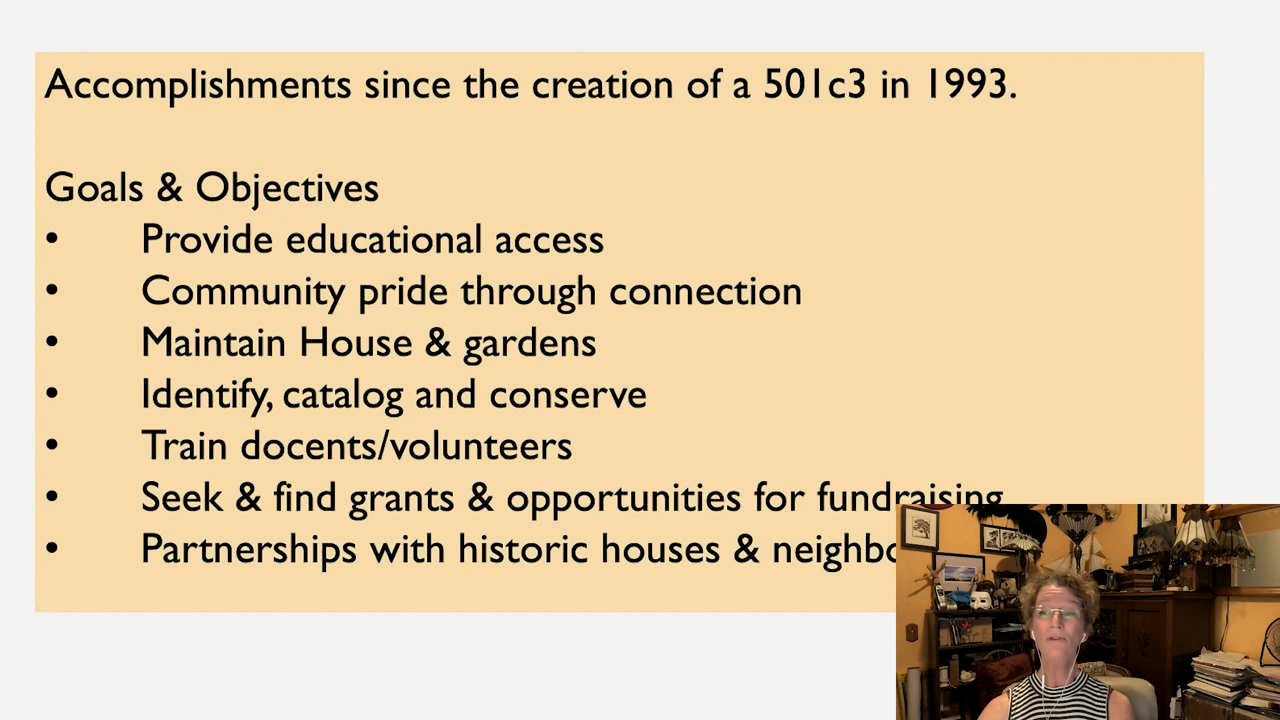 Accomplishments since the creation of a 501c3 in 1993.
Goals & Objectives
• Provide educational access
• Community pride through connection
• Maintain House & gardens
• Identify, catalog and conserve
• Train docents/volunteers
• Seek & find grants & opportunities for fundraising
• Partnerships with historic houses &